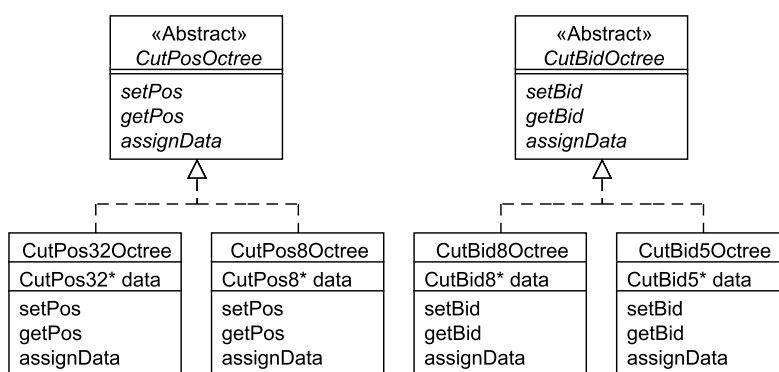 «Abstract»
CutPosOctree
setPos
getPos
assignData
«Abstract»
CutBidOctree
setBid
getBid
assignData
CutPos32Octree
CutPos32* data
setPos
getPos
assignData
CutPos8Octree
CutPos8* data
setPos
getPos
assignData
CutBid8Octree
CutBid8* data
setBid
getBid
assignData
CutBid5Octree
CutBid5* data
setBid
getBid
assignData